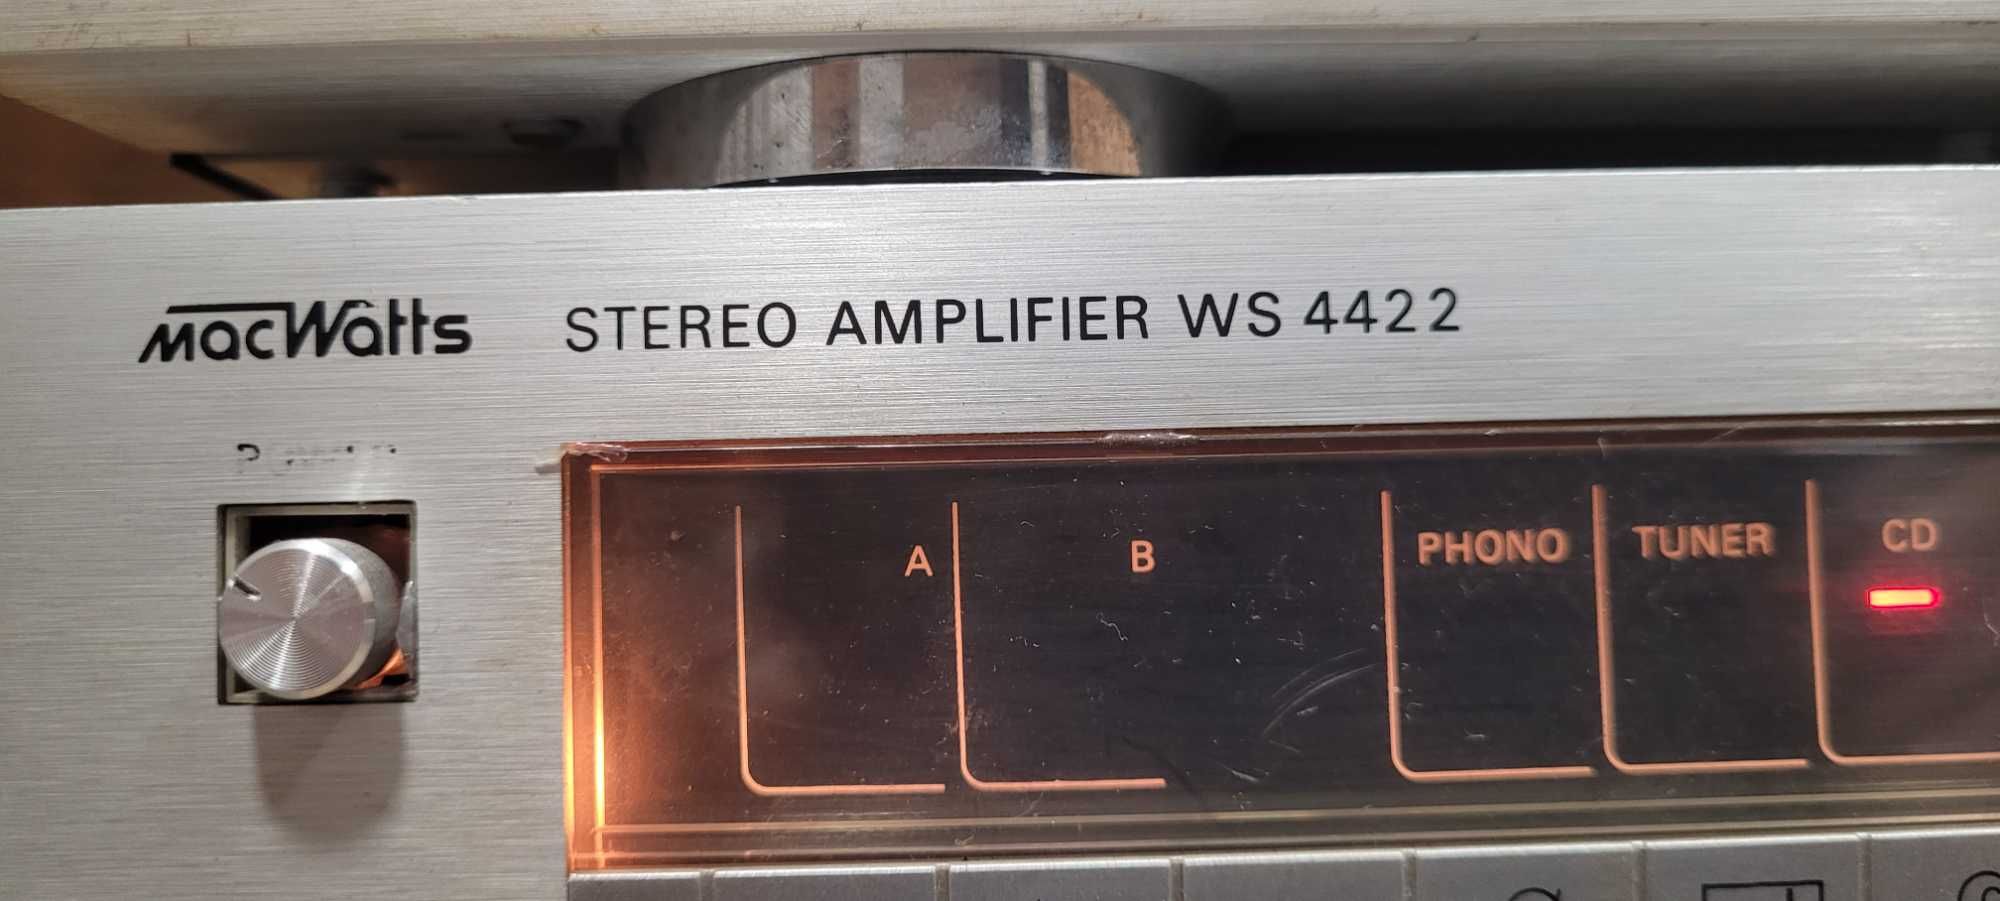 MacWatts STEREO AMPLIFIER WS 4422
A B PHONO TUNER CD